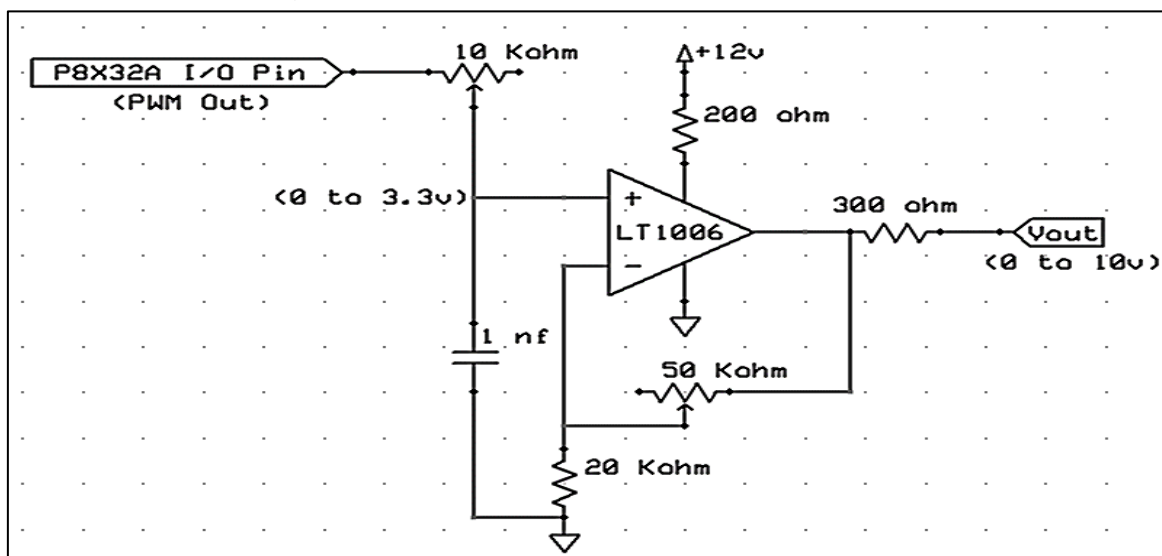 10 Kohm
+12v
P8X32A I/O Pin
(PWM Out)
200 ohm
(0 to 3.3v)
+
LT1006
-
300 ohm
Vout
(0 to 10v)
1 nf
50 Kohm
20 Kohm